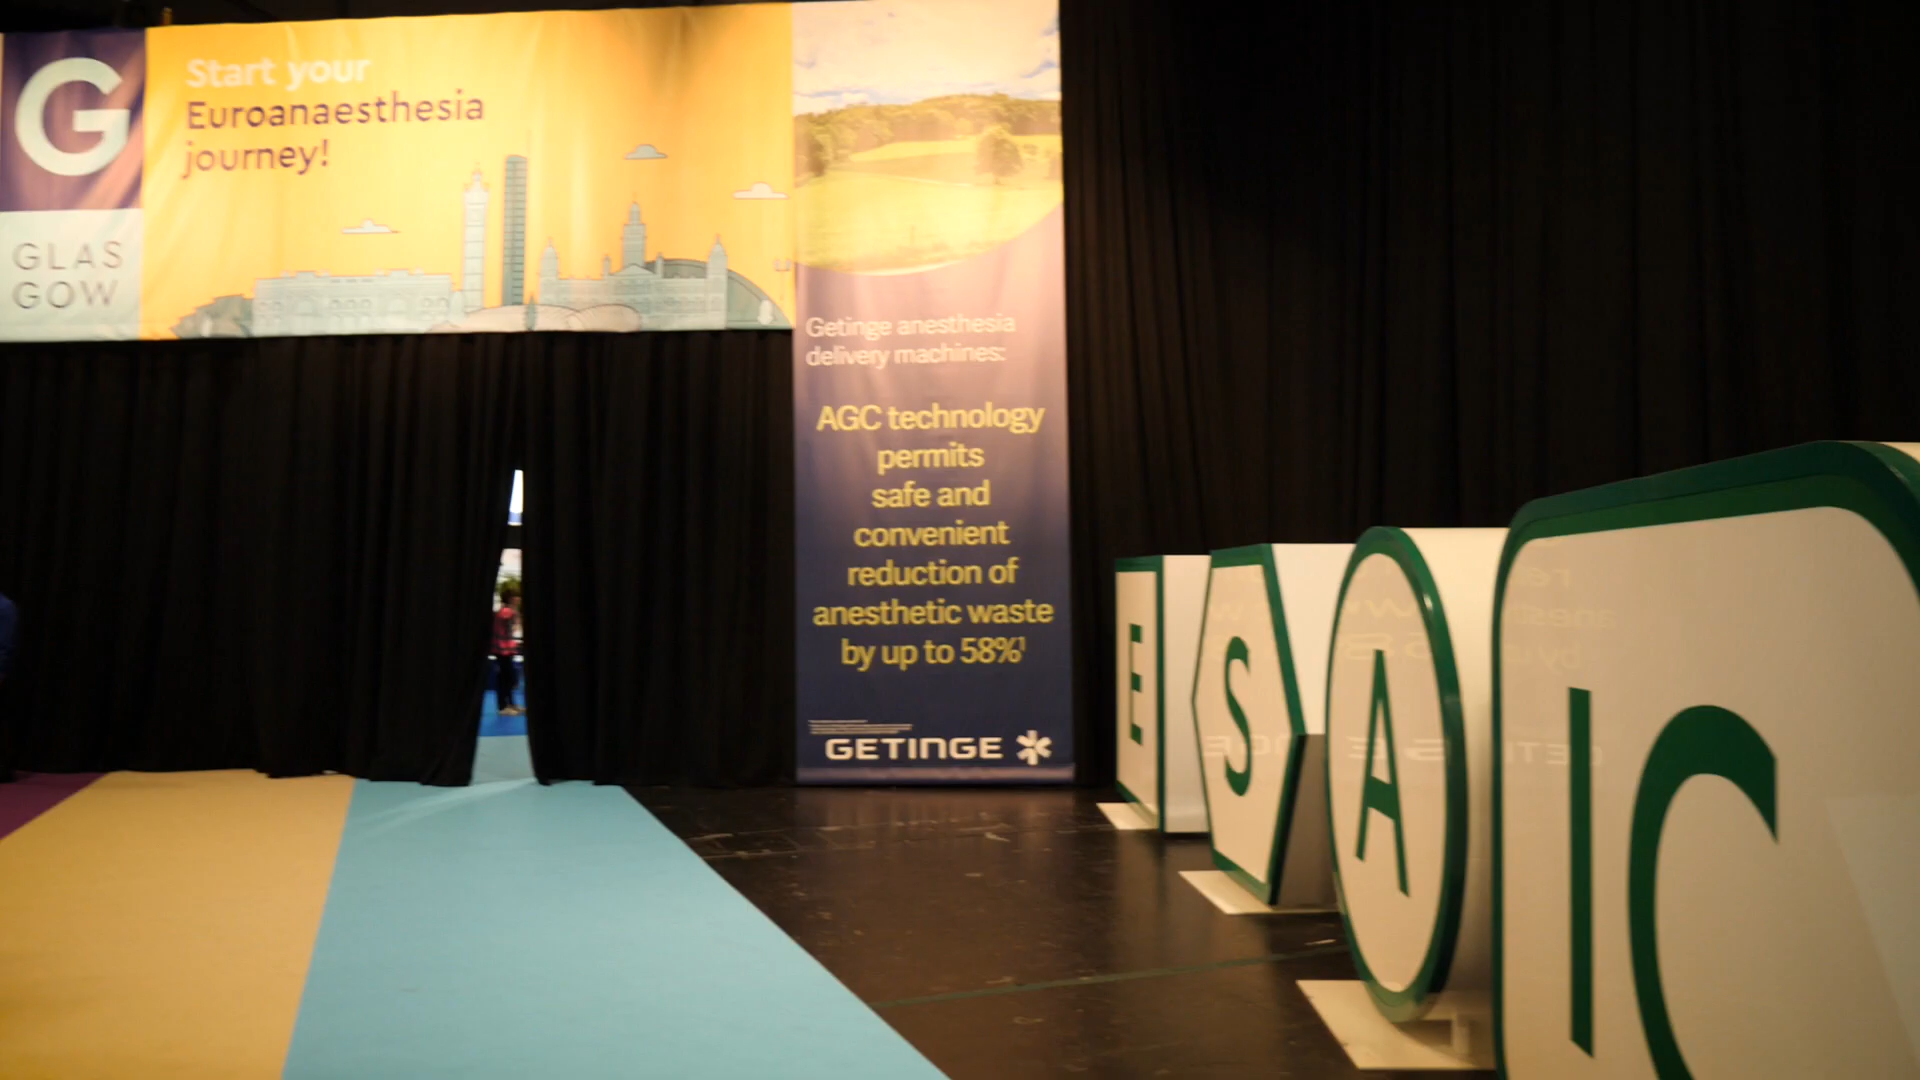 G
GLAS
GOW
Start your
Euroanaesthesia
journey!
Getinge anesthesia
delivery machines:
AGC technology
permits
safe and
convenient
reduction of
anesthetic waste
by up to 58%¹
GETINGE
E
S
A
IC